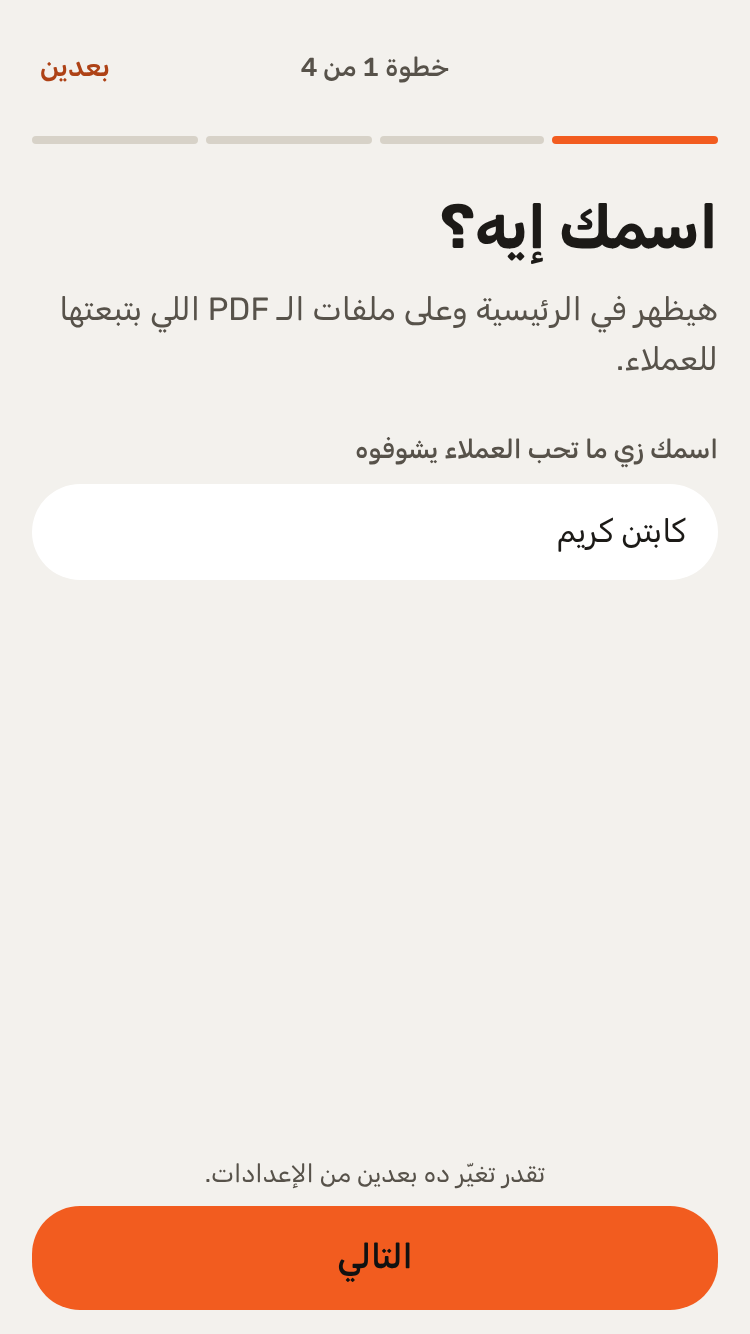 خطوة 1 من 4
بعدين
اسمك إيه؟
هيظهر في الرئيسية وعلى ملفات الـ PDF اللي بتبعتها
للعملاء.
اسمك زي ما تحب العملاء يشوفوه
كابتن كريم
تقدر تغيّر ده بعدين من الإعدادات.
التالي